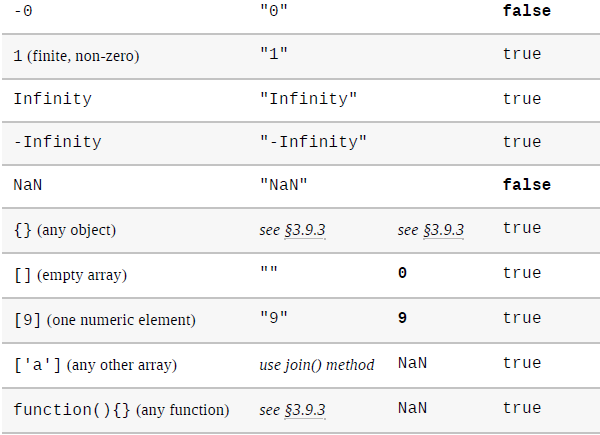 -0 "0" false
1 (finite, non-zero) "1" true
Infinity "Infinity" true
-Infinity "-Infinity" true
NaN "NaN" false
{} (any object) see §3.9.3 see §3.9.3 true
[] (empty array) "" 0 true
[9] (one numeric element) "9" 9 true
['a'] (any other array) use join() method NaN true
function(){} (any function) see §3.9.3 NaN true